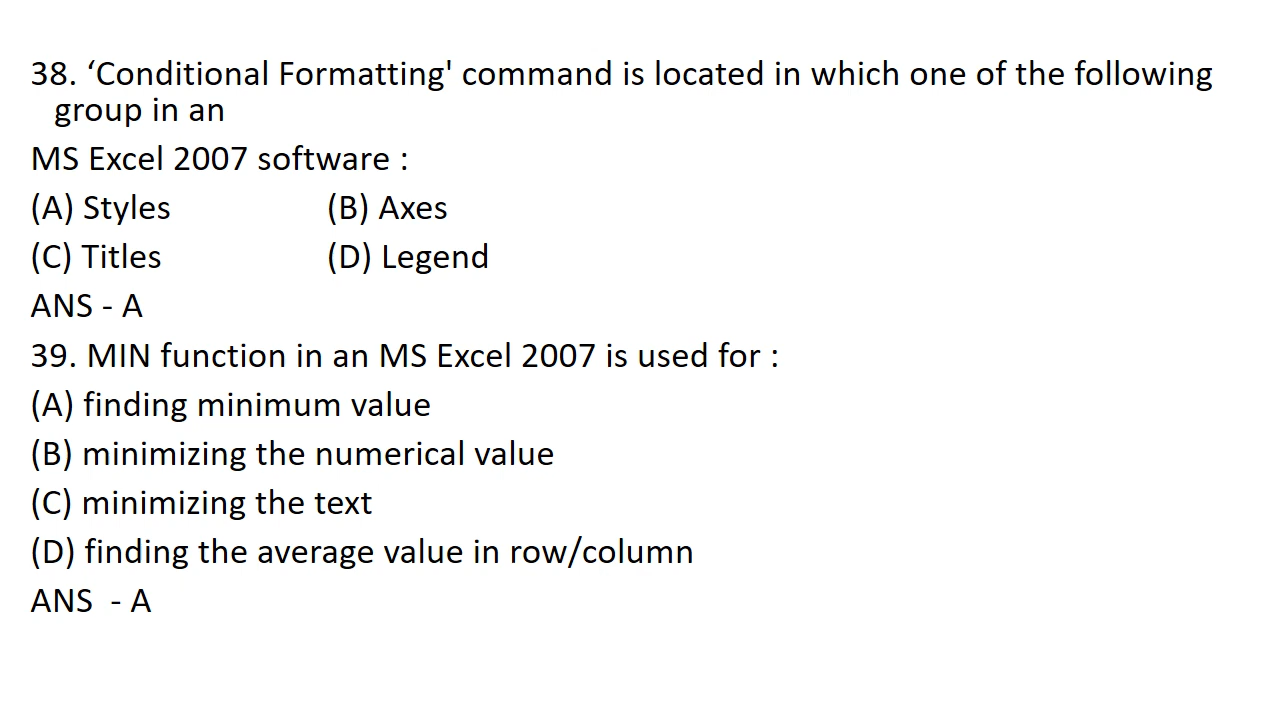 38. ‘Conditional Formatting' command is located in which one of the following
group in an
MS Excel 2007 software :
(A) Styles (B) Axes
(C) Titles (D) Legend
ANS - A
39. MIN function in an MS Excel 2007 is used for :
(A) finding minimum value
(B) minimizing the numerical value
(C) minimizing the text
(D) finding the average value in row/column
ANS  - A